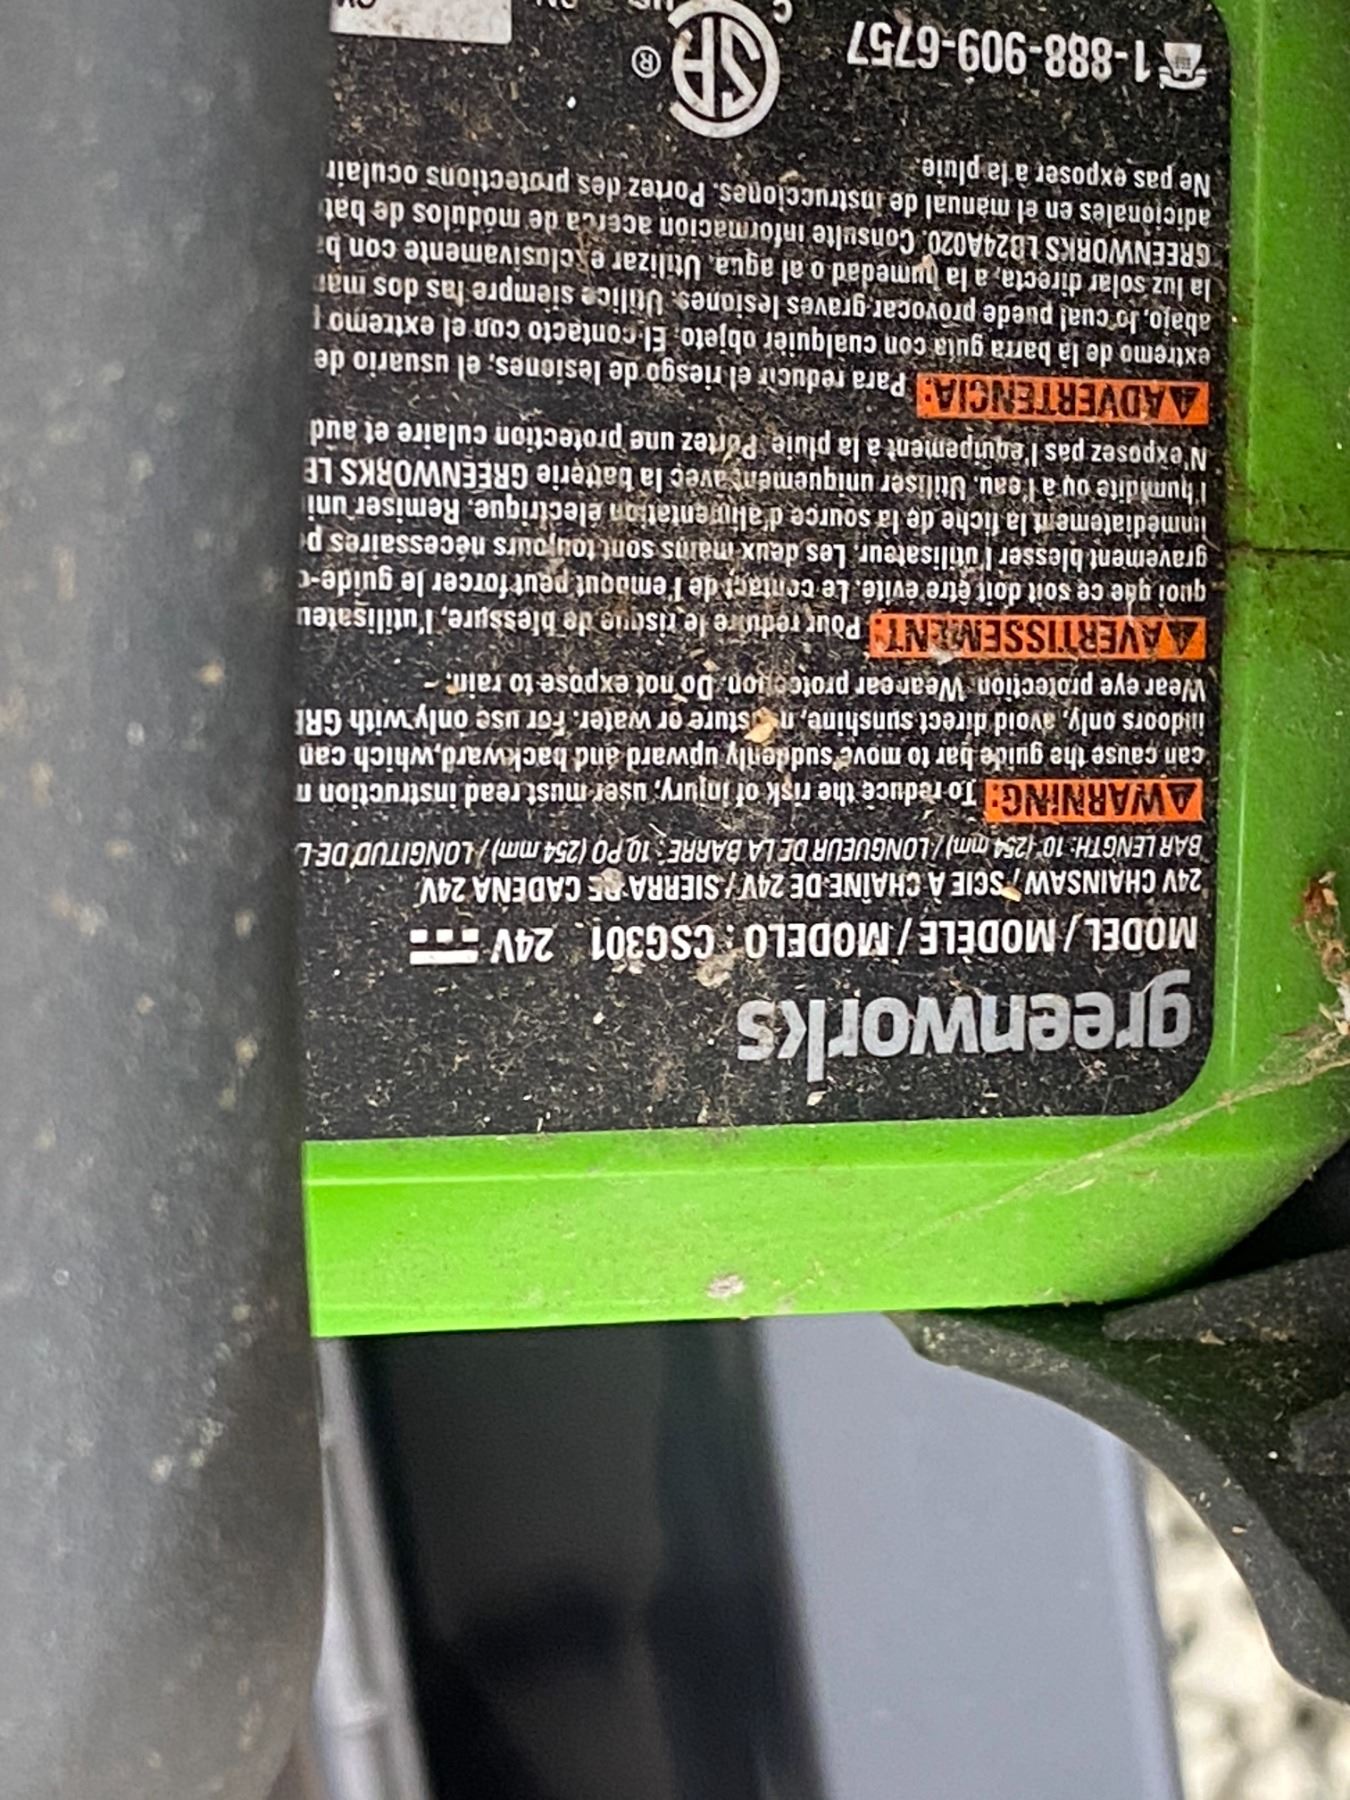 greenworks
MODEL / MODÈLE / MODELO : CSG301 24V
24V CHAINSAW / SCIE À CHAÎNE DE 24V / SIERRA DE CADENA 24V
BAR LENGTH: 10" (254 mm) / LONGUEUR DE LA BARRE : 10 PO (254 mm) / LONGITUD DE L
WARNING: To reduce the risk of injury, user must read instruction
can cause the guide bar to move suddenly upward and backward,which can
indoors only, avoid direct sunshine, moisture or water. For use only with GRE
Wear eye protection. Wear ear protection. Do not expose to rain.
AVERTISSEMENT: Pour réduire le risque de blessure, l'utilisateu
quoi que ce soit doit être évité. Le contact de l'embout peut forcer le guide-c
gravement blesser l'utilisateur. Les deux mains sont toujours nécessaires p
immédiatement la fiche de la source d'alimentation électrique. Remiser uni
l'humidité ou à l'eau. Utiliser uniquement avec la batterie GREENWORKS LB
N'exposez pas l'équipement à la pluie. Portez une protection culaire et aud
ADVERTENCIA: Para reducir el riesgo de lesiones, el usuario de
extremo de la barra guía con cualquier objeto. El contacto con el extremo
abajo, lo cual puede provocar graves lesiones. Utilice siempre las dos man
la luz solar directa, a la humedad o al agua. Utilizar exclusivamente con b
GREENWORKS LB24A020. Consulte información acerca de módulos de bate
adicionales en el manual de instrucciones. Portez des protections oculair
Ne pas exposer à la pluie.
1-888-909-6757 SA ®